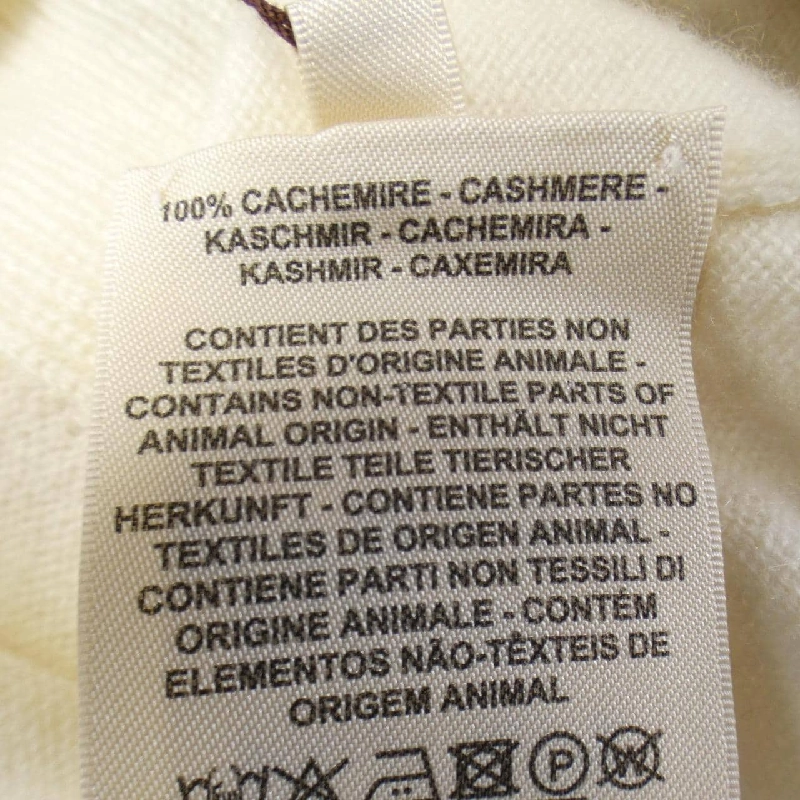 100% CACHEMIRE - CASHMERE -
KASCHMIR - CACHEMIRA -
KASHMIR - CAXEMIRA
CONTIENT DES PARTIES NON
TEXTILES D'ORIGINE ANIMALE -
CONTAINS NON-TEXTILE PARTS OF
ANIMAL ORIGIN - ENTHÄLT NICHT
TEXTILE TEILE TIERISCHER
HERKUNFT - CONTIENE PARTES NO
TEXTILES DE ORIGEN ANIMAL -
CONTIENE PARTI NON TESSILI DI
ORIGINE ANIMALE - CONTÉM
ELEMENTOS NÃO-TÊXTEIS DE
ORIGEM ANIMAL
P W